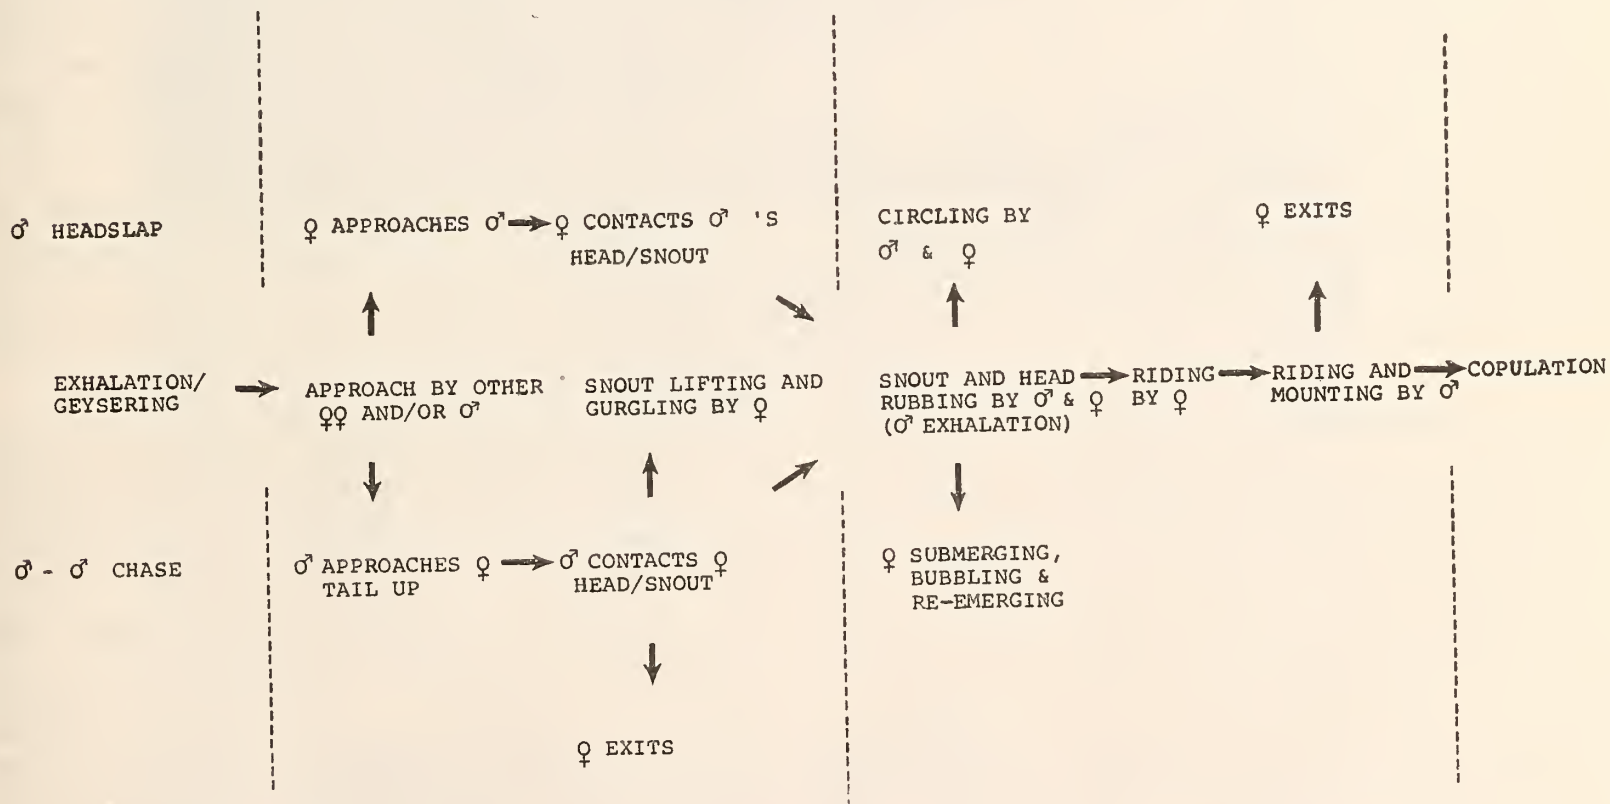 ♂ HEADSLAP
EXHALATION/
GEYSERING
♂ - ♂ CHASE
♀ APPROACHES ♂
♀ CONTACTS ♂ 'S
HEAD/SNOUT
APPROACH BY OTHER
♀♀ AND/OR ♂
SNOUT LIFTING AND
GURGLING BY ♀
♂ APPROACHES ♀
TAIL UP
♂ CONTACTS ♀
HEAD/SNOUT
♀ EXITS
CIRCLING BY
♂ & ♀
SNOUT AND HEAD
RUBBING BY ♂ & ♀
(♂ EXHALATION)
♀ SUBMERGING,
BUBBLING &
RE-EMERGING
RIDING
BY ♀
♀ EXITS
RIDING AND
MOUNTING BY ♂
COPULATION